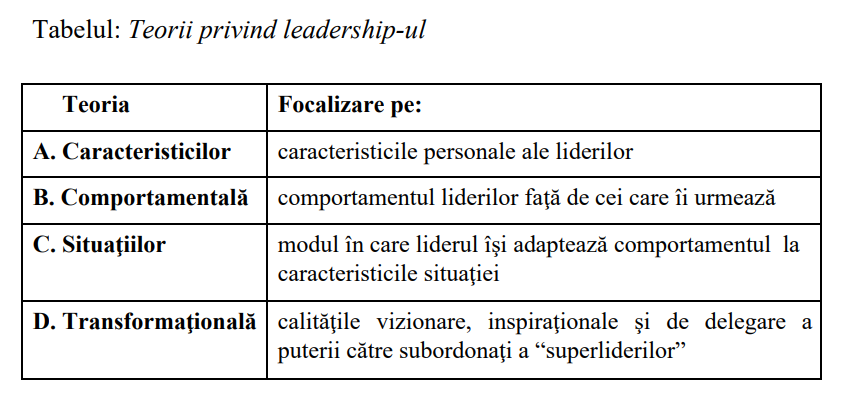 Tabelul: Teorii privind leadership-ul
Teoria
Focalizare pe:
A. Caracteristicilor
caracteristicile personale ale liderilor
B. Comportamentală
comportamentul liderilor faţă de cei care îi urmează
C. Situaţiilor
modul în care liderul îşi adaptează comportamentul la
caracteristicile situaţiei
D. Transformaţională
calităţile vizionare, inspiraţionale şi de delegare a
puterii către subordonaţi a “superliderilor”